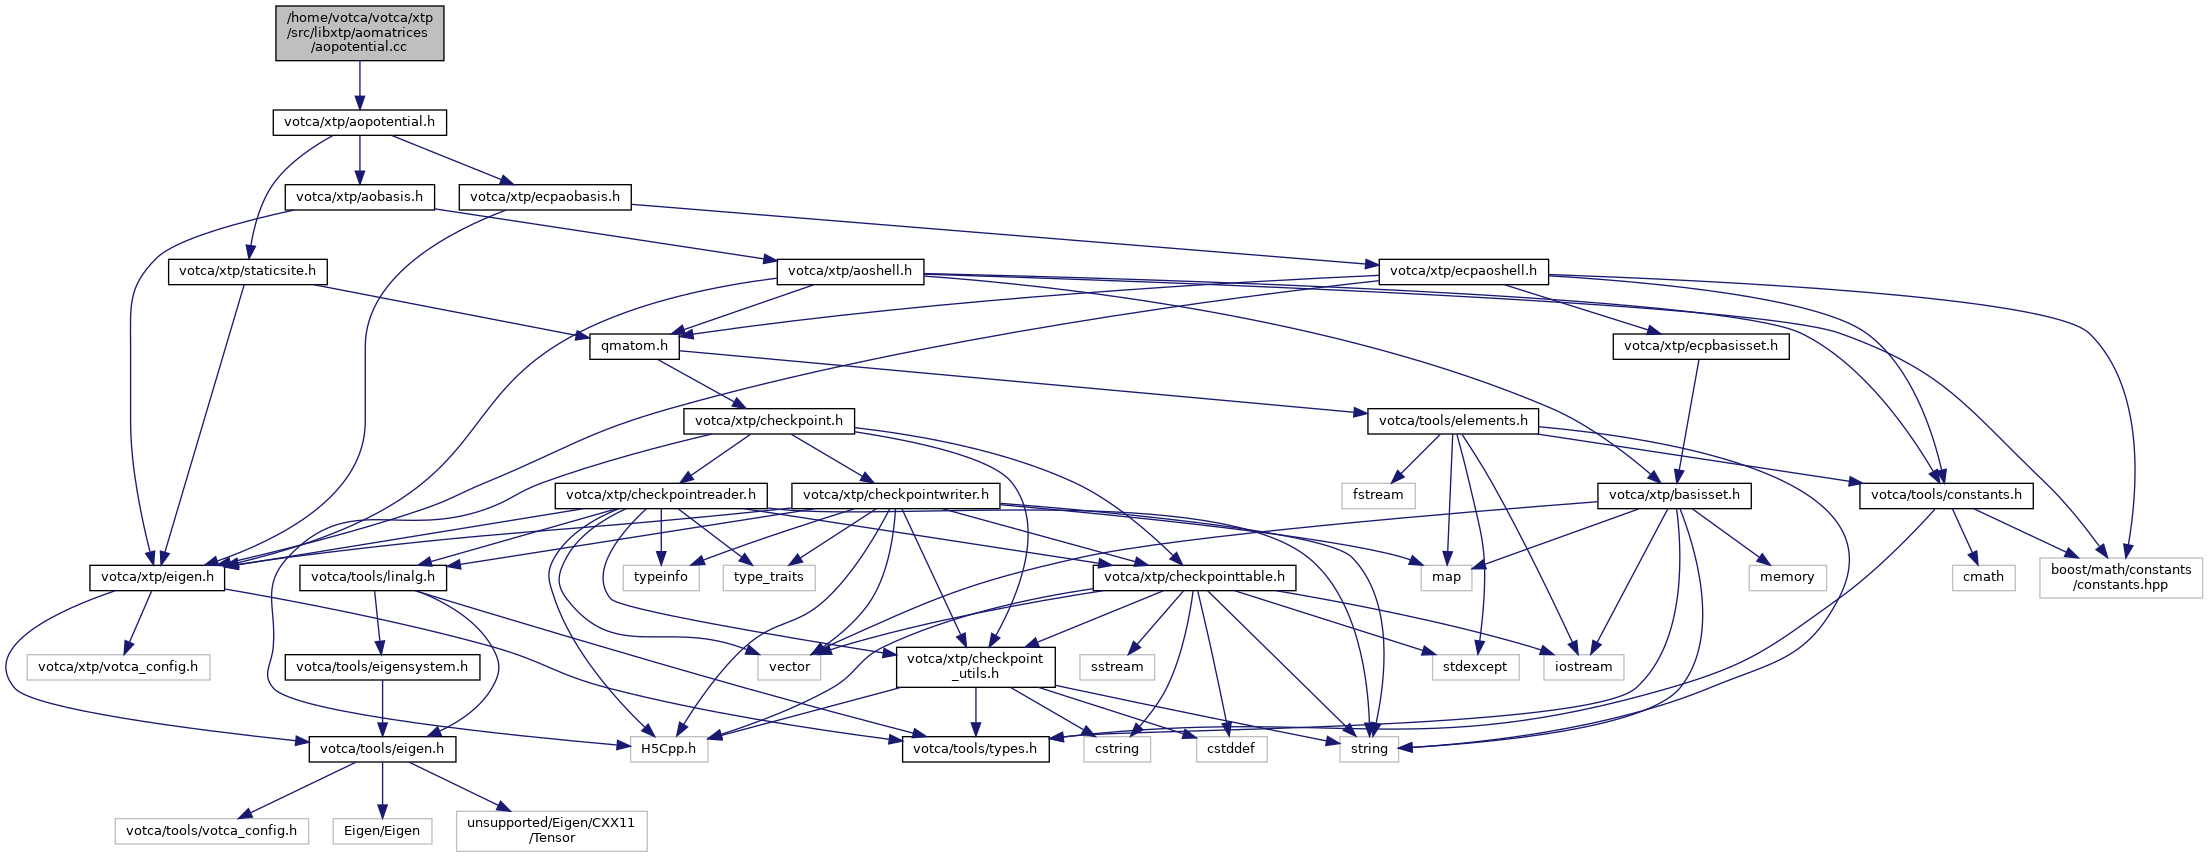 /home/votca/votca/xtp
/src/libxtp/aomatrices
/aopotential.cc
votca/xtp/aopotential.h
votca/xtp/aobasis.h
votca/xtp/ecpaobasis.h
votca/xtp/staticsite.h
votca/xtp/aoshell.h
votca/xtp/ecpaoshell.h
qmatom.h
votca/xtp/ecpbasisset.h
votca/xtp/checkpoint.h
votca/tools/elements.h
votca/xtp/checkpointreader.h
votca/xtp/checkpointwriter.h
fstream
votca/xtp/basisset.h
votca/tools/constants.h
votca/xtp/eigen.h
votca/tools/linalg.h
typeinfo
type_traits
votca/xtp/checkpointtable.h
map
memory
cmath
boost/math/constants
/constants.hpp
votca/xtp/votca_config.h
votca/tools/eigensystem.h
vector
votca/xtp/checkpoint
_utils.h
sstream
stdexcept
iostream
votca/tools/eigen.h
H5Cpp.h
votca/tools/types.h
cstring
cstddef
string
votca/tools/votca_config.h
Eigen/Eigen
unsupported/Eigen/CXX11
/Tensor